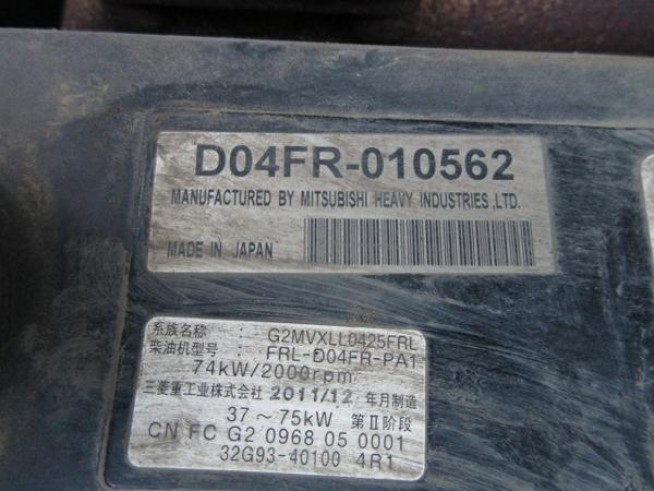 D04FR-010562
MANUFACTURED BY MITSUBISHI HEAVY INDUSTRIES.,LTD.
MADE IN JAPAN
系族名称 : G2MVXLL0425FRL
柴油机型号 : FRL-D04FR-PA1
74kW/2000rpm
三菱重工业株式会社 2011/12 年月制造
37～75kW 第Ⅱ阶段
CN FC G2 0968 05 0001
32G93-40100 4R1